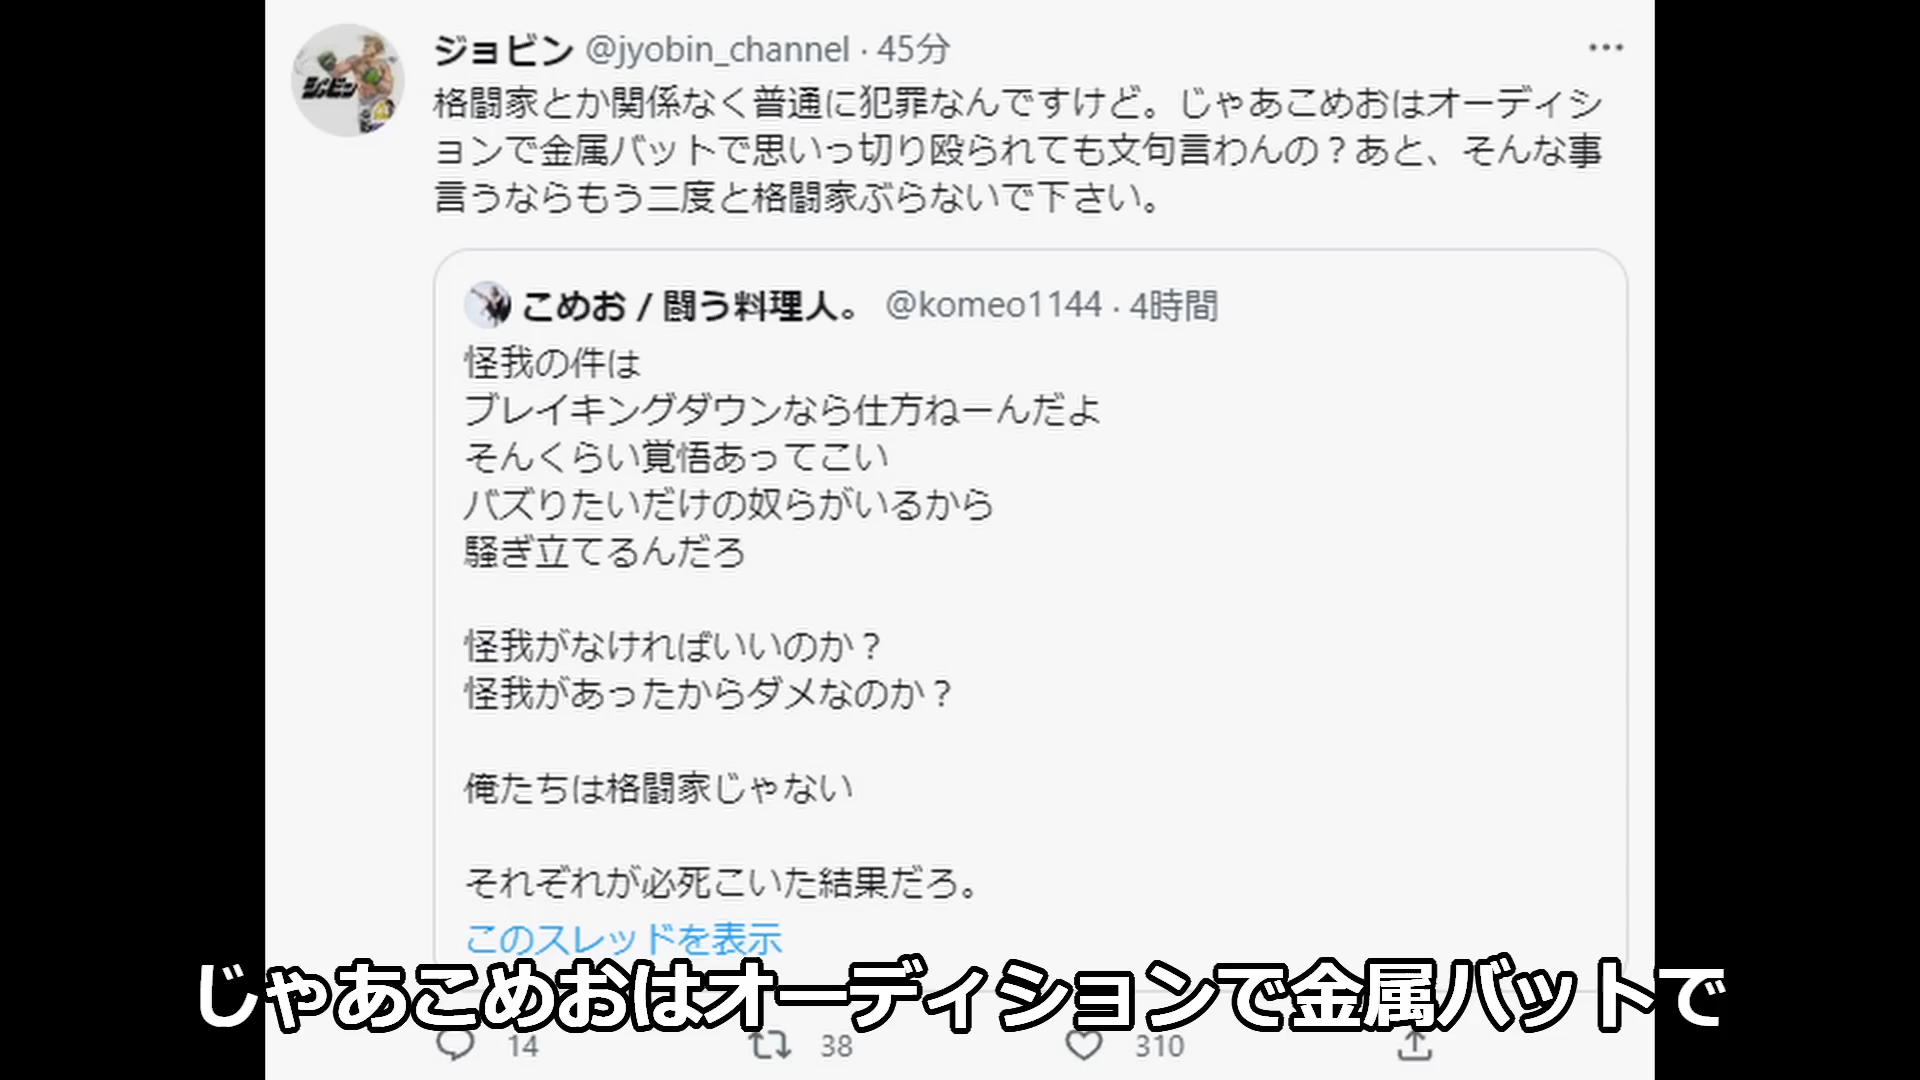 ジョビン @jyobin_channel · 45分
格闘家とか関係なく普通に犯罪なんですけど。じゃあこめおはオーディシ
ョンで金属バットで思いっ切り殴られても文句言わんの？あと、そんな事
言うならもう二度と格闘家ぶらないで下さい。
こめお / 闘う料理人。 @komeo1144 · 4時間
怪我の件は
ブレイキングダウンなら仕方ねーんだよ
そんくらい覚悟あってこい
バズりたいだけの奴らがいるから
騒ぎ立てるんだろ
怪我がなければいいのか？
怪我があったからダメなのか？
俺たちは格闘家じゃない
それぞれが必死こいた結果だろ。
このスレッドを表示
じゃあこめおはオーディションで金属バットで
14 38 310